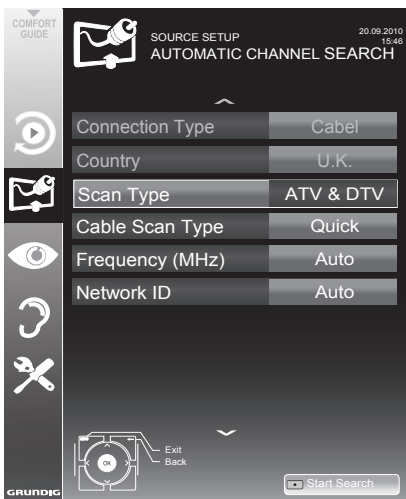 COMFORT
GUIDE
SOURCE SETUP
20.09.2010
15:46
AUTOMATIC CHANNEL SEARCH
Connection Type Cabel
Country U.K.
Scan Type ATV & DTV
Cable Scan Type Quick
Frequency (MHz) Auto
Network ID Auto
Exit
OK
Back
Start Search
GRUNDIG